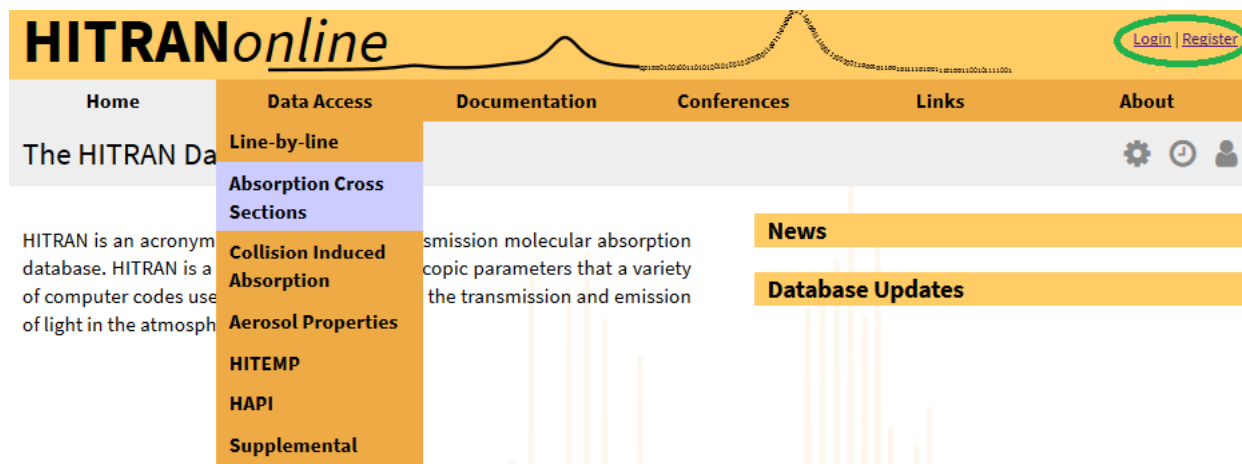 HITRANonline
Login | Register
Home Data Access Documentation Conferences Links About
The HITRAN Da
Line-by-line
Absorption Cross
Sections
Collision Induced
Absorption
Aerosol Properties
HITEMP
HAPI
Supplemental
HITRAN is an acronym
smission molecular absorption
database. HITRAN is a
copic parameters that a variety
of computer codes use
the transmission and emission
of light in the atmosph
News
Database Updates